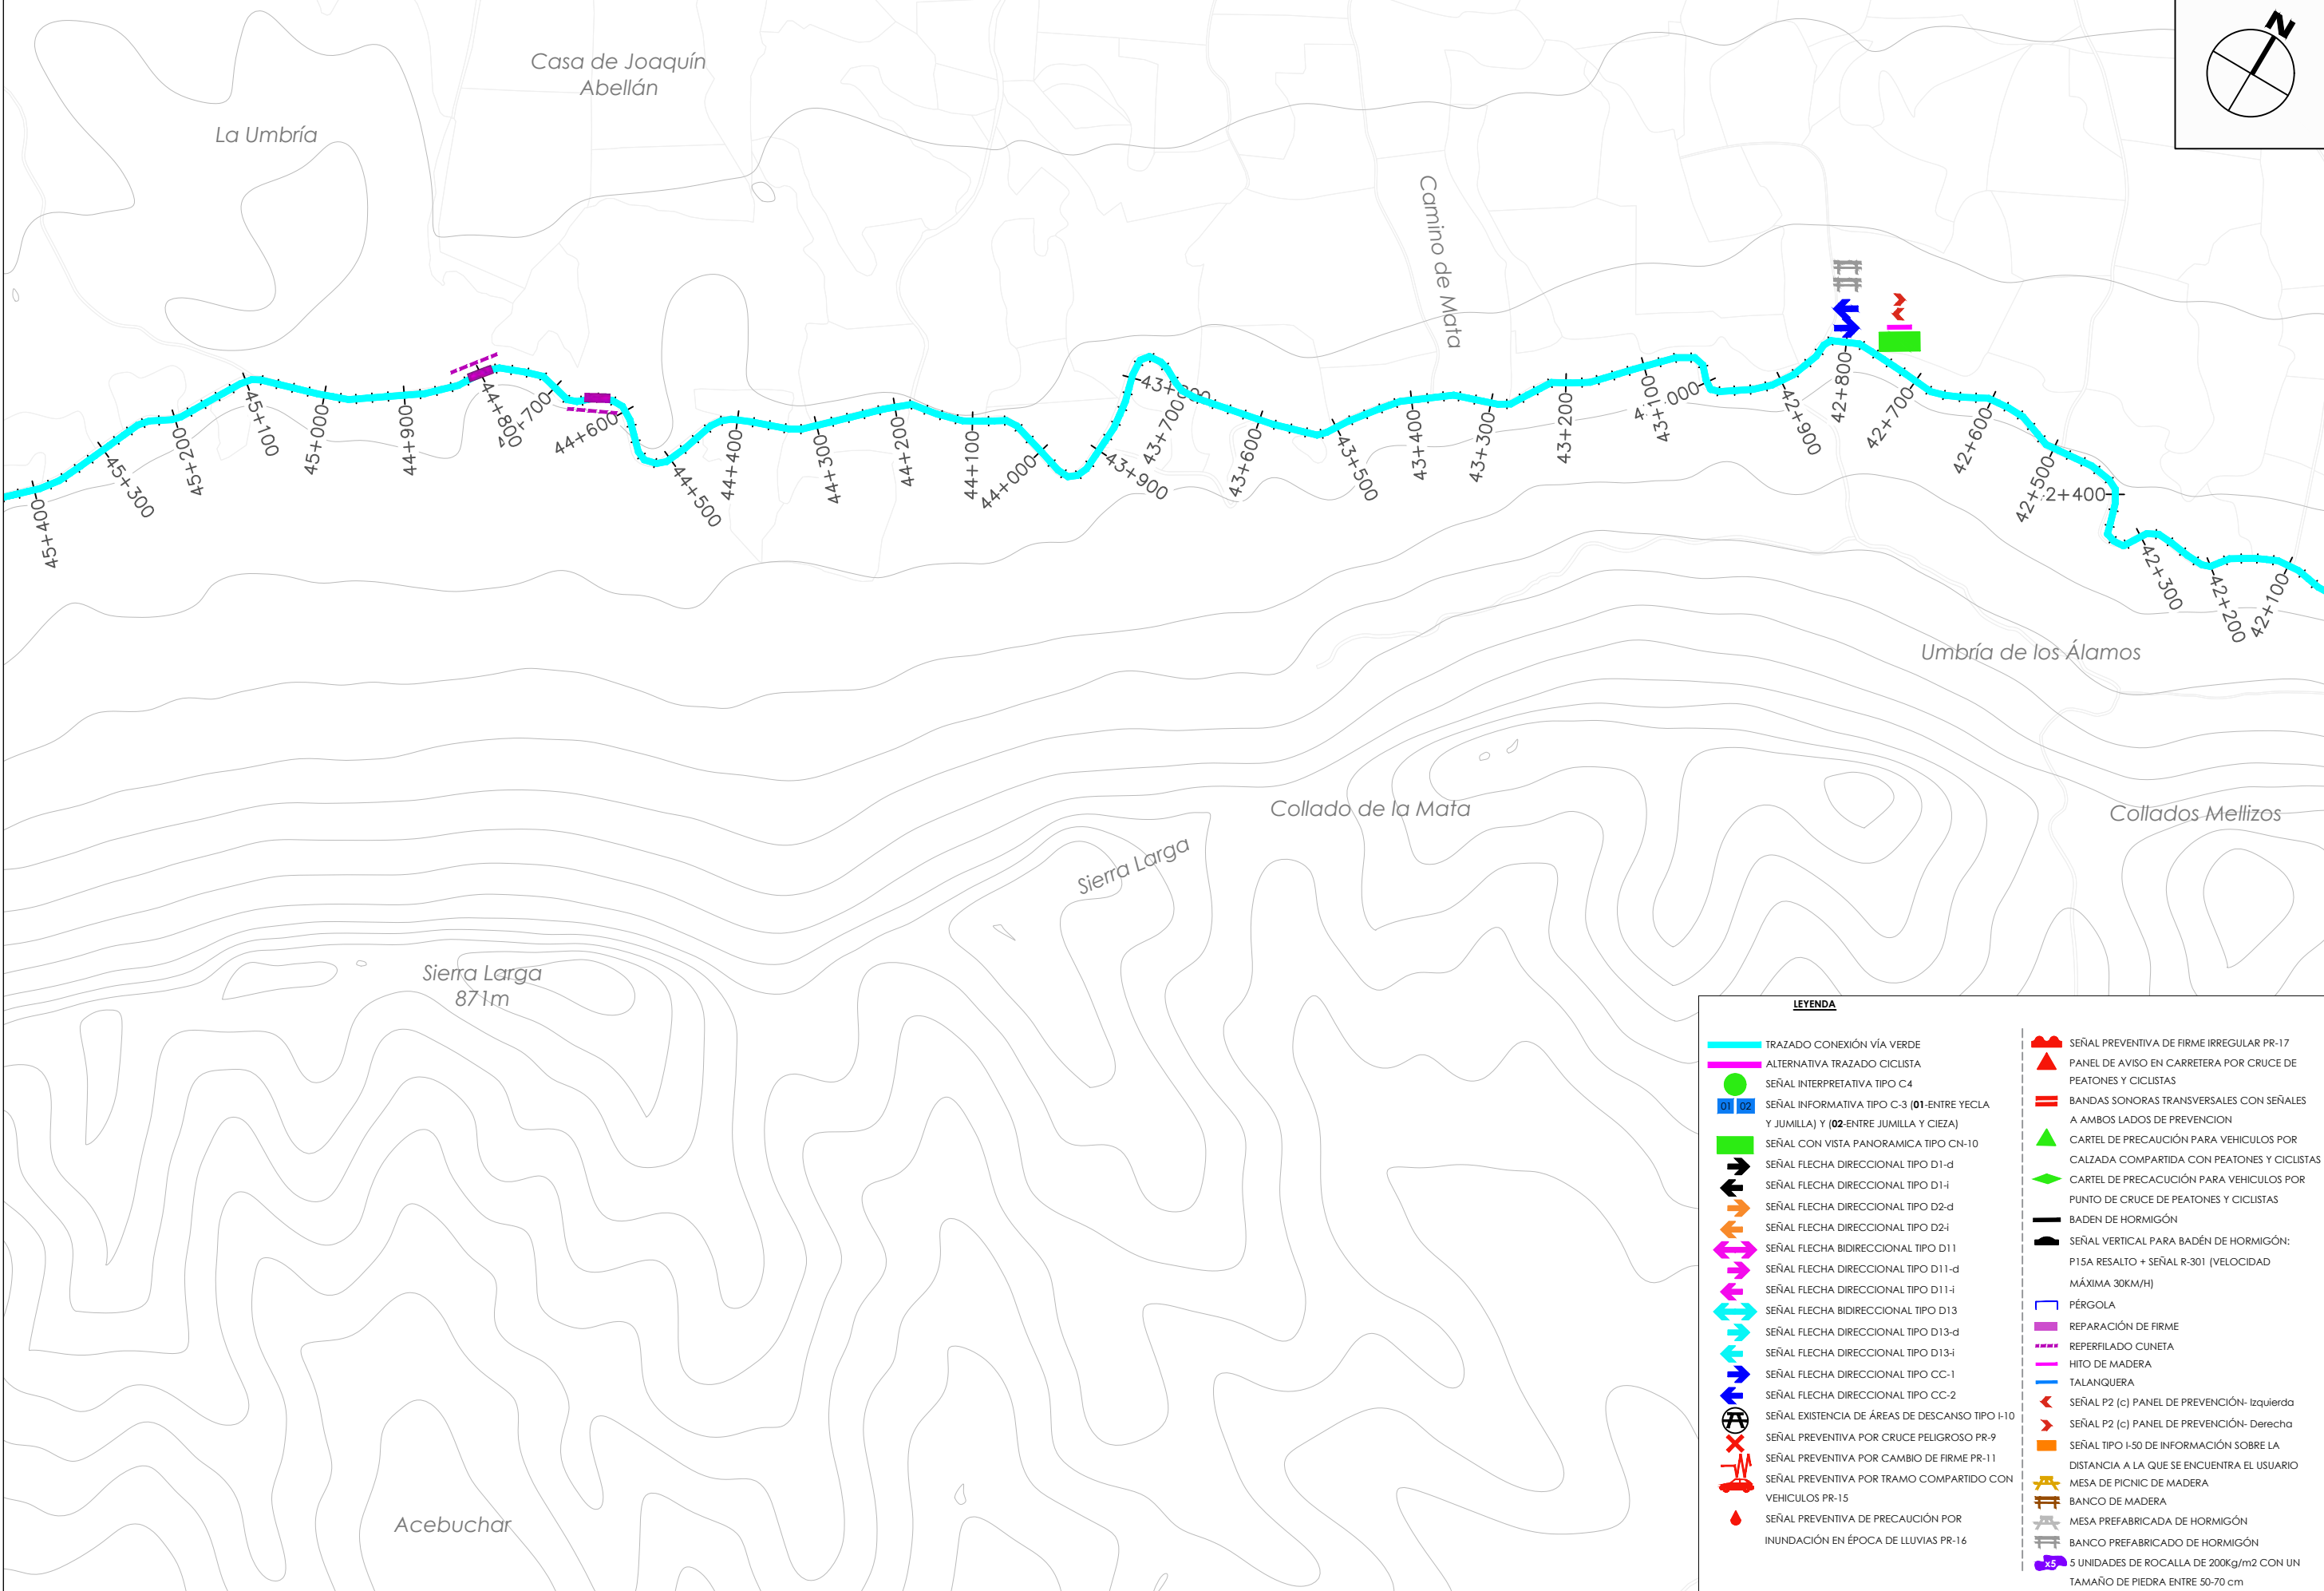 N
Casa de Joaquín
Abellán
La Umbría
Camino de Mata
45+400
45+300
45+200
45+100
45+000
44+900
44+800
44+600
44+500
44+400
44+300
44+200
44+100
44+000
43+900
43+700
43+600
43+500
43+400
43+300
43+200
43+100
42+900
42+800
42+700
42+600
42+500
2+400
42+300
42+200
42+100
Umbría de los Álamos
Collado de la Mata
Collados Mellizos
Sierra Larga
Sierra Larga
871m
Acebuchar
LEYENDA
TRAZADO CONEXIÓN VÍA VERDE
ALTERNATIVA TRAZADO CICLISTA
SEÑAL INTERPRETATIVA TIPO C4
01 02 SEÑAL INFORMATIVA TIPO C-3 (01-ENTRE YECLA
Y JUMILLA) Y (02-ENTRE JUMILLA Y CIEZA)
SEÑAL CON VISTA PANORAMICA TIPO CN-10
SEÑAL FLECHA DIRECCIONAL TIPO D1-d
SEÑAL FLECHA DIRECCIONAL TIPO D1-i
SEÑAL FLECHA DIRECCIONAL TIPO D2-d
SEÑAL FLECHA DIRECCIONAL TIPO D2-i
SEÑAL FLECHA BIDIRECCIONAL TIPO D11
SEÑAL FLECHA DIRECCIONAL TIPO D11-d
SEÑAL FLECHA DIRECCIONAL TIPO D11-i
SEÑAL FLECHA BIDIRECCIONAL TIPO D13
SEÑAL FLECHA DIRECCIONAL TIPO D13-d
SEÑAL FLECHA DIRECCIONAL TIPO D13-i
SEÑAL FLECHA DIRECCIONAL TIPO CC-1
SEÑAL FLECHA DIRECCIONAL TIPO CC-2
SEÑAL EXISTENCIA DE ÁREAS DE DESCANSO TIPO I-10
SEÑAL PREVENTIVA POR CRUCE PELIGROSO PR-9
SEÑAL PREVENTIVA POR CAMBIO DE FIRME PR-11
SEÑAL PREVENTIVA POR TRAMO COMPARTIDO CON
VEHICULOS PR-15
SEÑAL PREVENTIVA DE PRECAUCIÓN POR
INUNDACIÓN EN ÉPOCA DE LLUVIAS PR-16
SEÑAL PREVENTIVA DE FIRME IRREGULAR PR-17
PANEL DE AVISO EN CARRETERA POR CRUCE DE
PEATONES Y CICLISTAS
BANDAS SONORAS TRANSVERSALES CON SEÑALES
A AMBOS LADOS DE PREVENCION
CARTEL DE PRECAUCIÓN PARA VEHICULOS POR
CALZADA COMPARTIDA CON PEATONES Y CICLISTAS
CARTEL DE PRECACUCIÓN PARA VEHICULOS POR
PUNTO DE CRUCE DE PEATONES Y CICLISTAS
BADEN DE HORMIGÓN
SEÑAL VERTICAL PARA BADÉN DE HORMIGÓN:
P15A RESALTO + SEÑAL R-301 (VELOCIDAD
MÁXIMA 30KM/H)
PÉRGOLA
REPARACIÓN DE FIRME
REPERFILADO CUNETA
HITO DE MADERA
TALANQUERA
SEÑAL P2 (c) PANEL DE PREVENCIÓN- Izquierda
SEÑAL P2 (c) PANEL DE PREVENCIÓN- Derecha
SEÑAL TIPO I-50 DE INFORMACIÓN SOBRE LA
DISTANCIA A LA QUE SE ENCUENTRA EL USUARIO
MESA DE PICNIC DE MADERA
BANCO DE MADERA
MESA PREFABRICADA DE HORMIGÓN
BANCO PREFABRICADO DE HORMIGÓN
x5 5 UNIDADES DE ROCALLA DE 200Kg/m2 CON UN
TAMAÑO DE PIEDRA ENTRE 50-70 cm